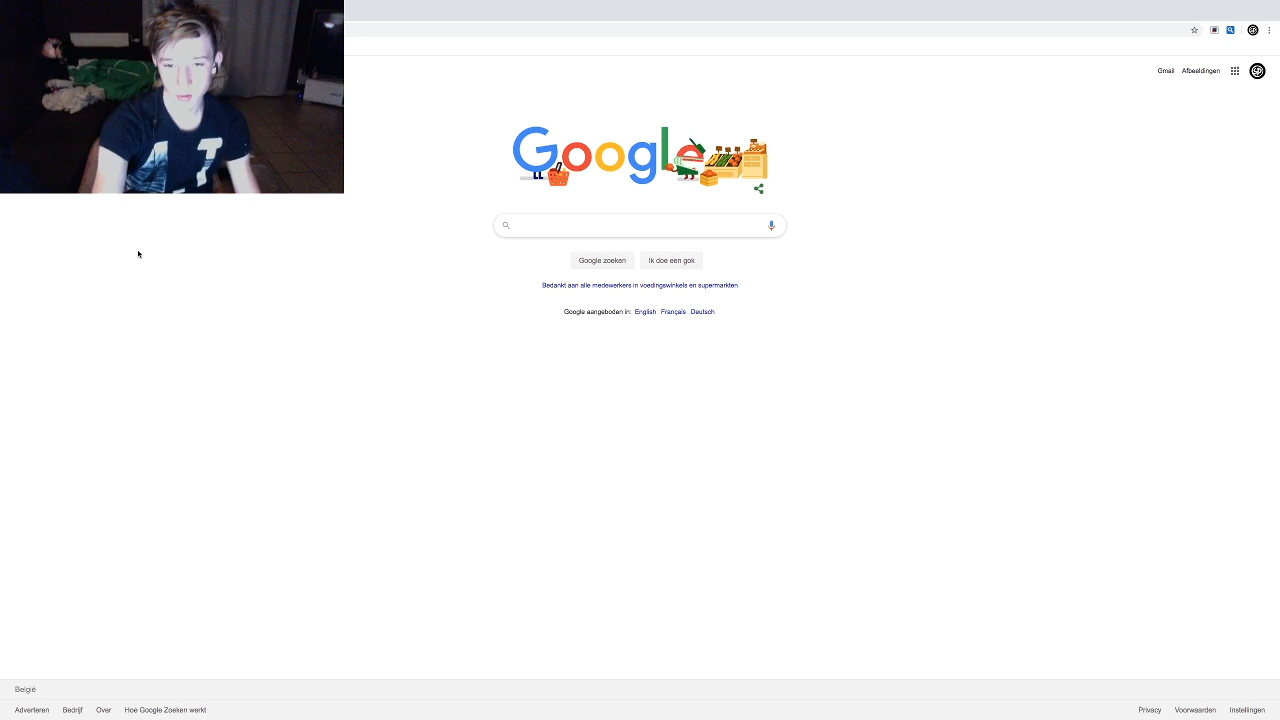 Gmail Afbeeldingen
Google
Google zoeken Ik doe een gok
Bedankt aan alle medewerkers in voedingswinkels en supermarkten
Google aangeboden in: English Français Deutsch
België
Adverteren Bedrijf Over Hoe Google Zoeken werkt Privacy Voorwaarden Instellingen